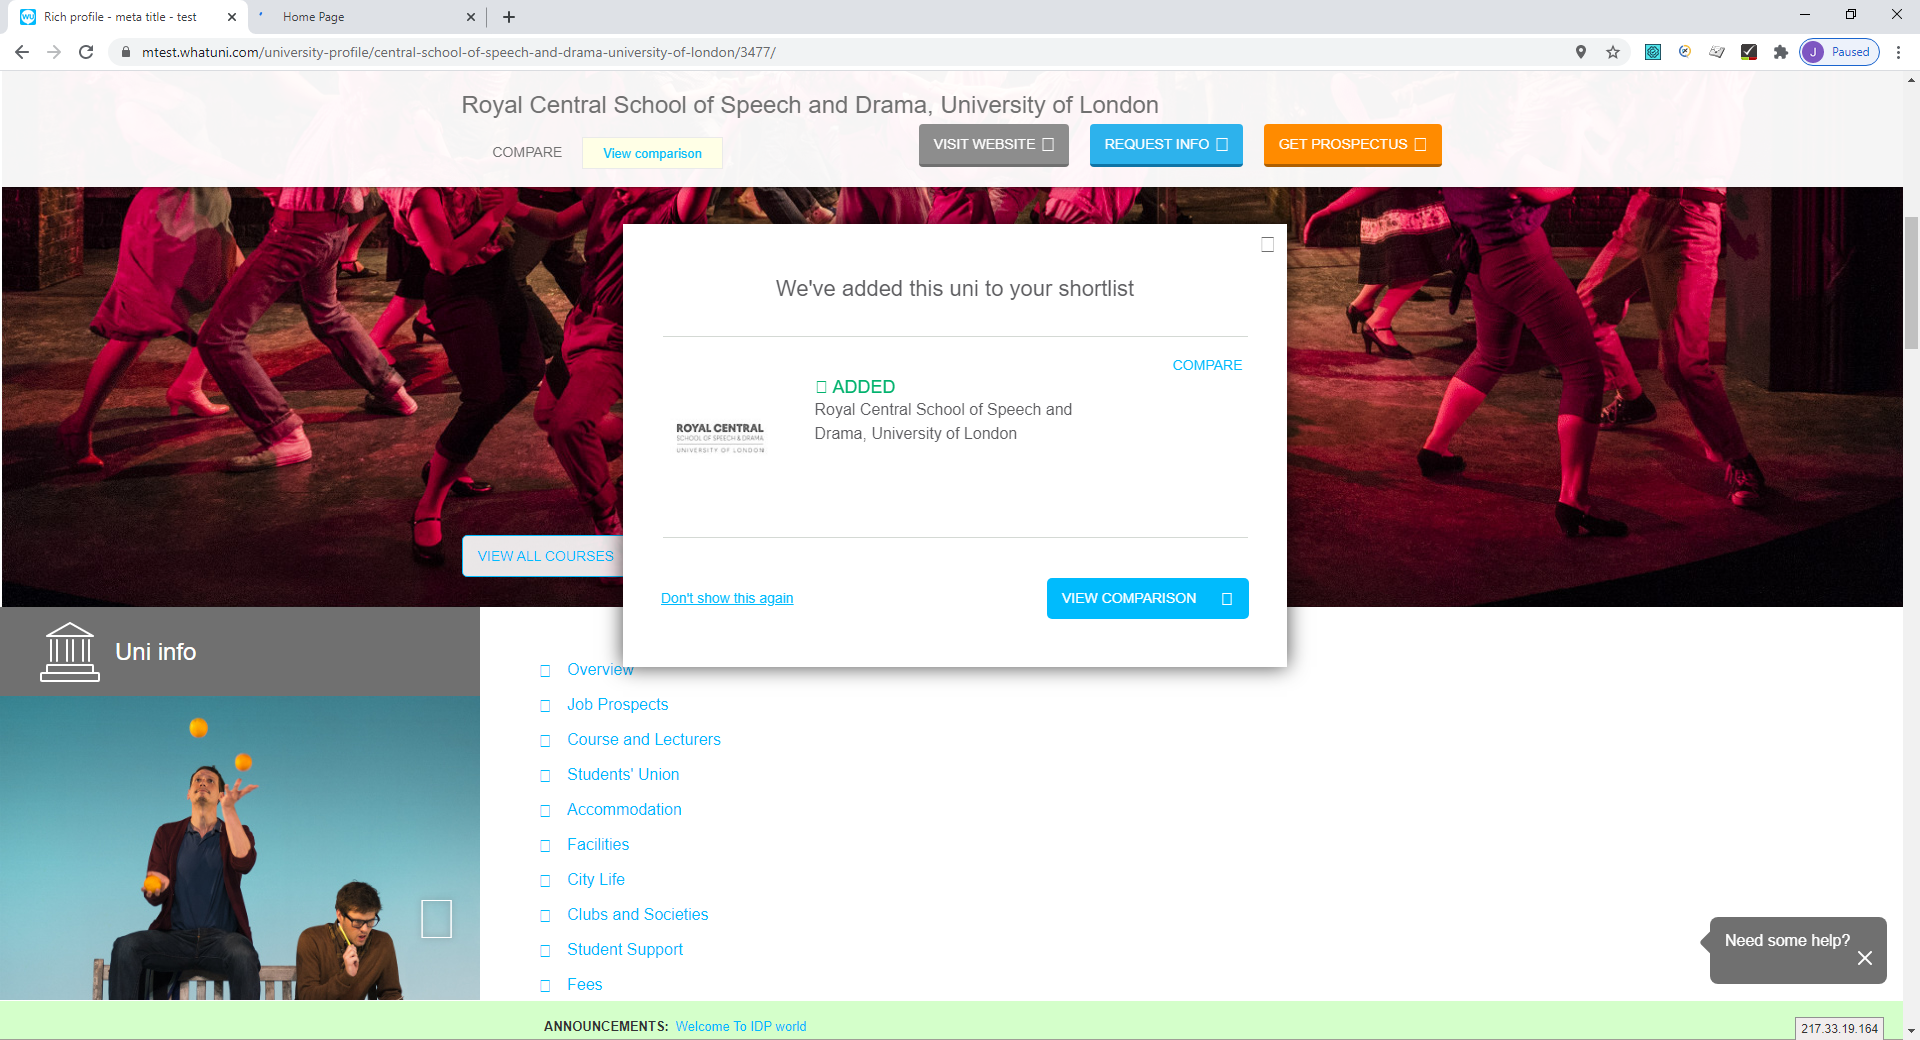 Rich profile - meta title - test
Home Page
mtest.whatuni.com/university-profile/central-school-of-speech-and-drama-university-of-london/3477/
J Paused
Royal Central School of Speech and Drama, University of London
COMPARE
View comparison
VISIT WEBSITE
REQUEST INFO
GET PROSPECTUS
We've added this uni to your shortlist
COMPARE
ADDED
Royal Central School of Speech and
Drama, University of London
ROYAL CENTRAL
SCHOOL OF SPEECH & DRAMA
UNIVERSITY OF LONDON
VIEW ALL COURSES
Don't show this again
VIEW COMPARISON
Uni info
Overview
Job Prospects
Course and Lecturers
Students' Union
Accommodation
Facilities
City Life
Clubs and Societies
Student Support
Fees
Need some help?
ANNOUNCEMENTS: Welcome To IDP world
217.33.19.164